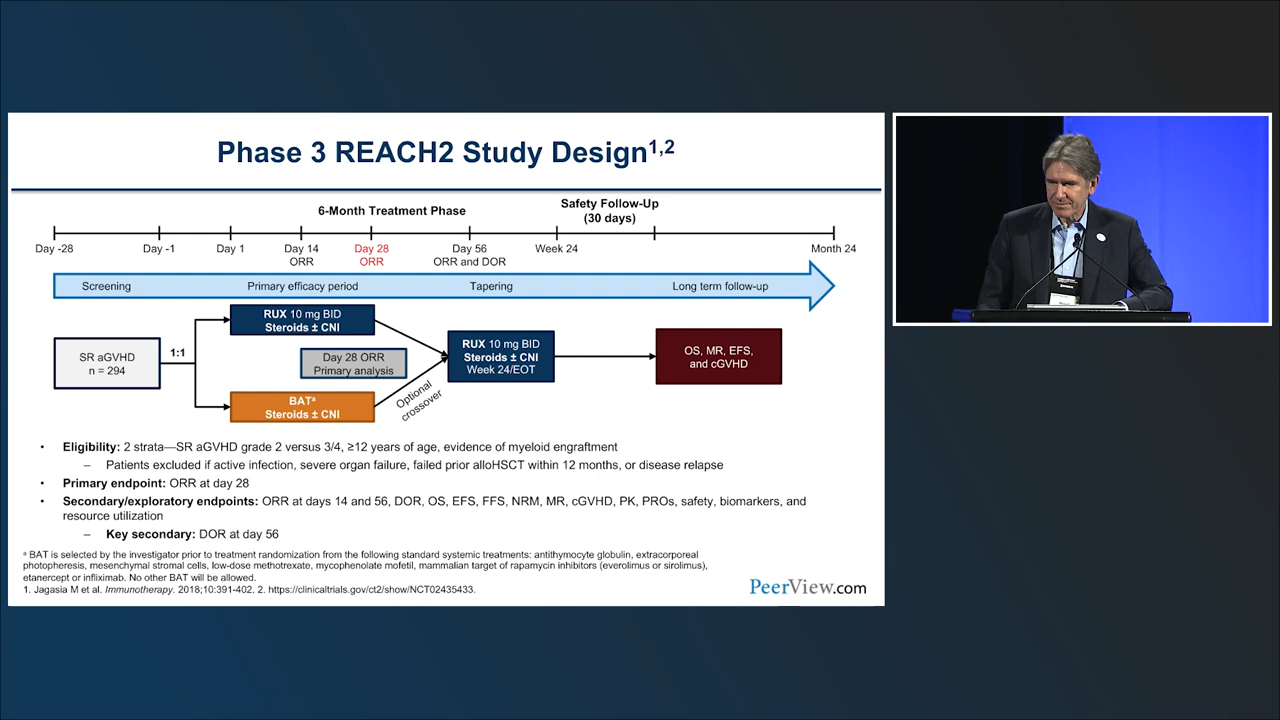 Phase 3 REACH2 Study Design1,2
6-Month Treatment Phase
Safety Follow-Up
(30 days)
Day -28
Day -1
Day 1
Day 14
ORR
Day 28
ORR
Day 56
ORR and DOR
Week 24
Month 24
Screening
Primary efficacy period
Tapering
Long term follow-up
SR aGVHD
n = 294
1:1
RUX 10 mg BID
Steroids ± CNI
Day 28 ORR
Primary analysis
BATa
Steroids ± CNI
Optional
crossover
RUX 10 mg BID
Steroids ± CNI
Week 24/EOT
OS, MR, EFS,
and cGVHD
• Eligibility: 2 strata—SR aGVHD grade 2 versus 3/4, ≥12 years of age, evidence of myeloid engraftment
– Patients excluded if active infection, severe organ failure, failed prior alloHSCT within 12 months, or disease relapse
• Primary endpoint: ORR at day 28
• Secondary/exploratory endpoints: ORR at days 14 and 56, DOR, OS, EFS, FFS, NRM, MR, cGVHD, PK, PROs, safety, biomarkers, and
resource utilization
– Key secondary: DOR at day 56
a BAT is selected by the investigator prior to treatment randomization from the following standard systemic treatments: antithymocyte globulin, extracorporeal
photopheresis, mesenchymal stromal cells, low-dose methotrexate, mycophenolate mofetil, mammalian target of rapamycin inhibitors (everolimus or sirolimus),
etanercept or infliximab. No other BAT will be allowed.
1. Jagasia M et al. Immunotherapy. 2018;10:391-402. 2. https://clinicaltrials.gov/ct2/show/NCT02435433.
PeerView.com